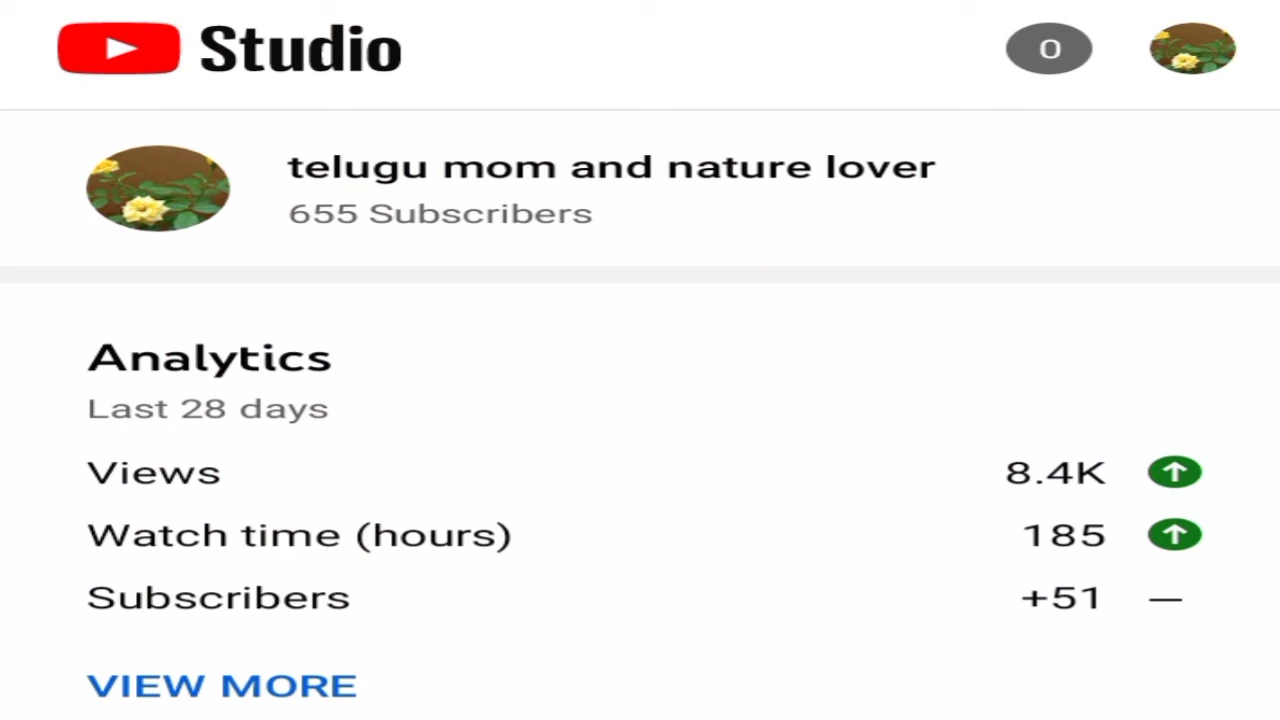 Studio
0
telugu mom and nature lover
655 Subscribers
Analytics
Last 28 days
Views 8.4K
Watch time (hours) 185
Subscribers +51 —
VIEW MORE